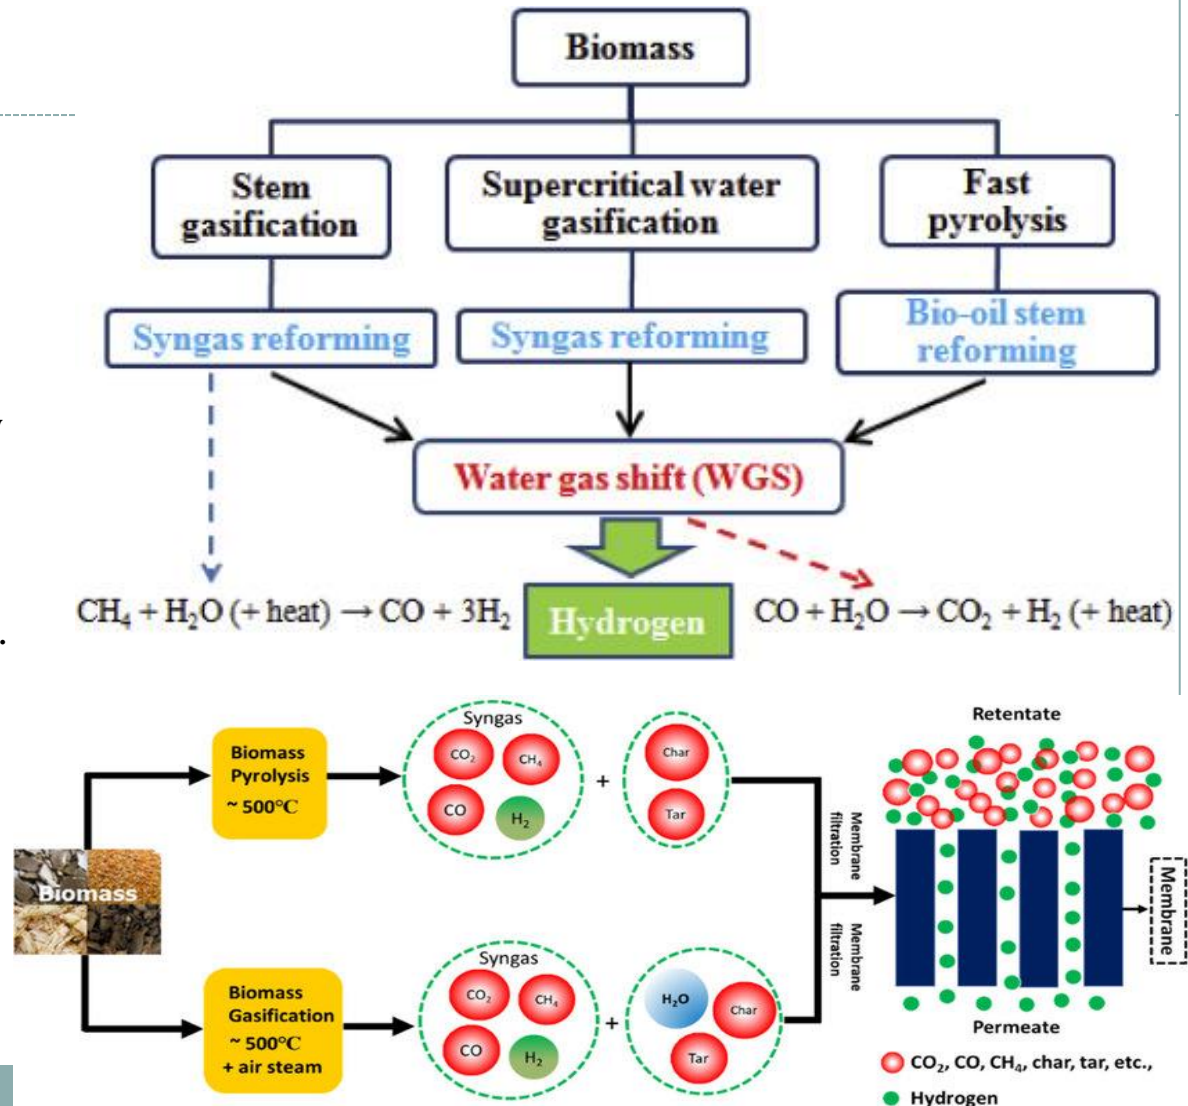 Biomass
Stem
gasification
Supercritical water
gasification
Fast
pyrolysis
Syngas reforming
Syngas reforming
Bio-oil stem
reforming
Water gas shift (WGS)
CH₄ + H₂O (+ heat) → CO + 3H₂
Hydrogen
CO + H₂O → CO₂ + H₂ (+ heat)
Biomass
Biomass
Pyrolysis
~ 500°C
Syngas
CO₂
CH₄
CO
H₂
+
Char
Tar
Biomass
Gasification
~ 500°C
+ air steam
Syngas
CO₂
CH₄
CO
H₂
+
H₂O
Char
Tar
Membrane
filtration
Membrane
filtration
Retentate
Membrane
Permeate
CO₂, CO, CH₄, char, tar, etc.,
Hydrogen